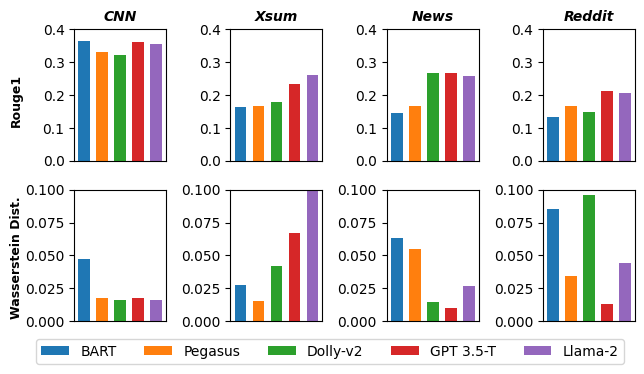 CNN Xsum News Reddit
Rouge1
0.4 0.4 0.4 0.4
0.3 0.3 0.3 0.3
0.2 0.2 0.2 0.2
0.1 0.1 0.1 0.1
0.0 0.0 0.0 0.0
Wasserstein Dist.
0.100 0.100 0.100 0.100
0.075 0.075 0.075 0.075
0.050 0.050 0.050 0.050
0.025 0.025 0.025 0.025
0.000 0.000 0.000 0.000
BART Pegasus Dolly-v2 GPT 3.5-T Llama-2